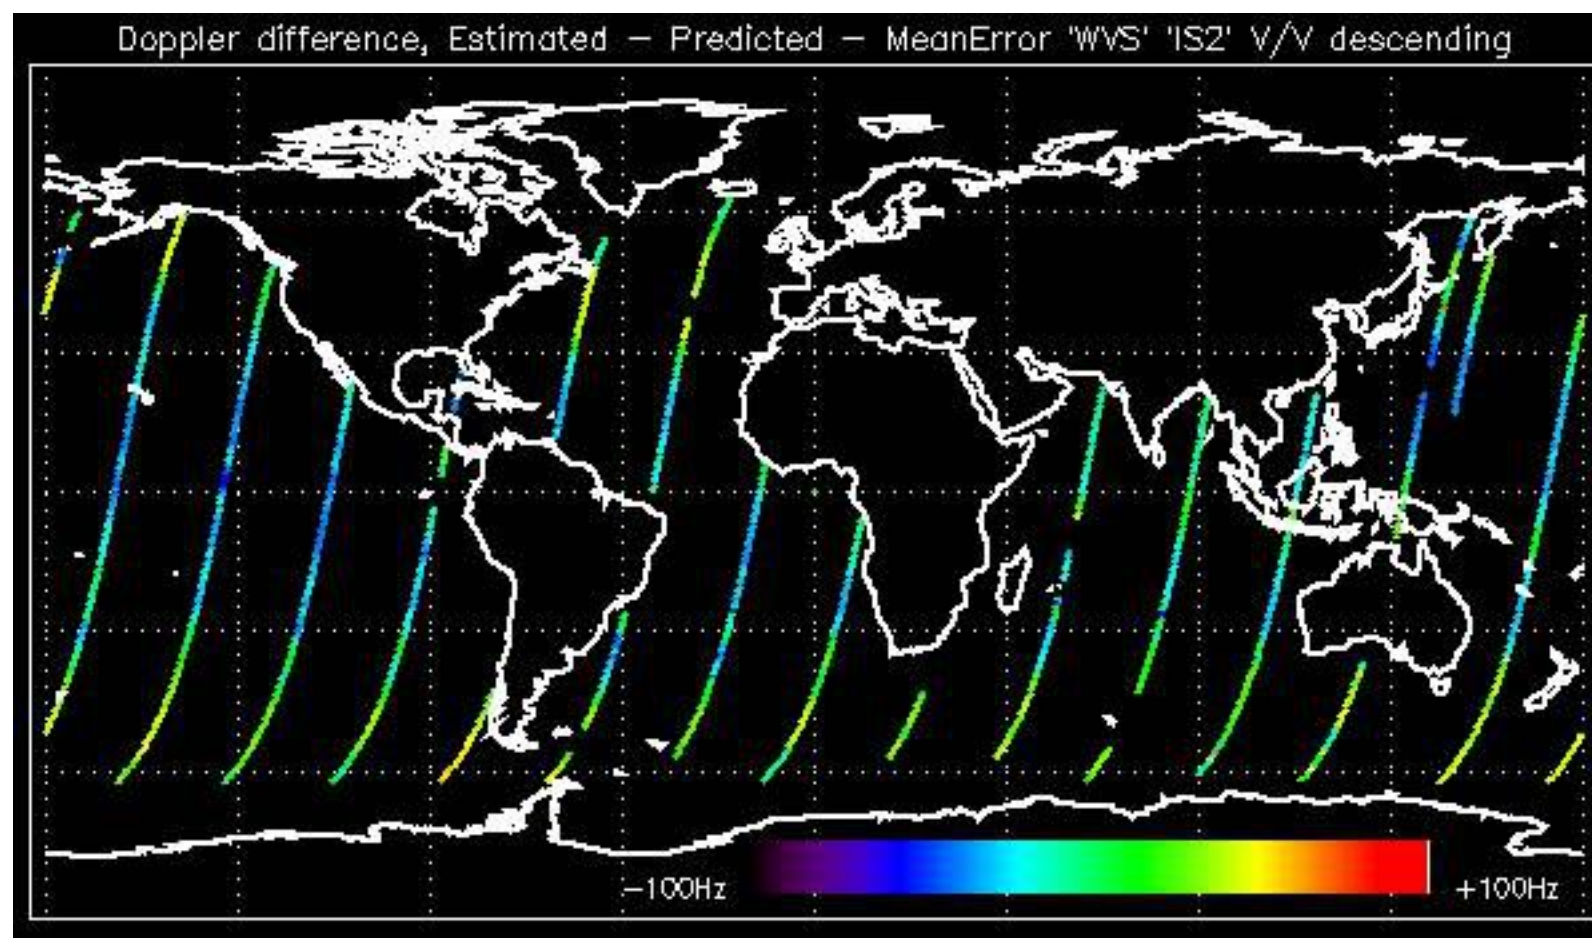 Doppler difference, Estimated − Predicted − MeanError 'WVS' 'IS2' V/V descending
−100Hz
+100Hz